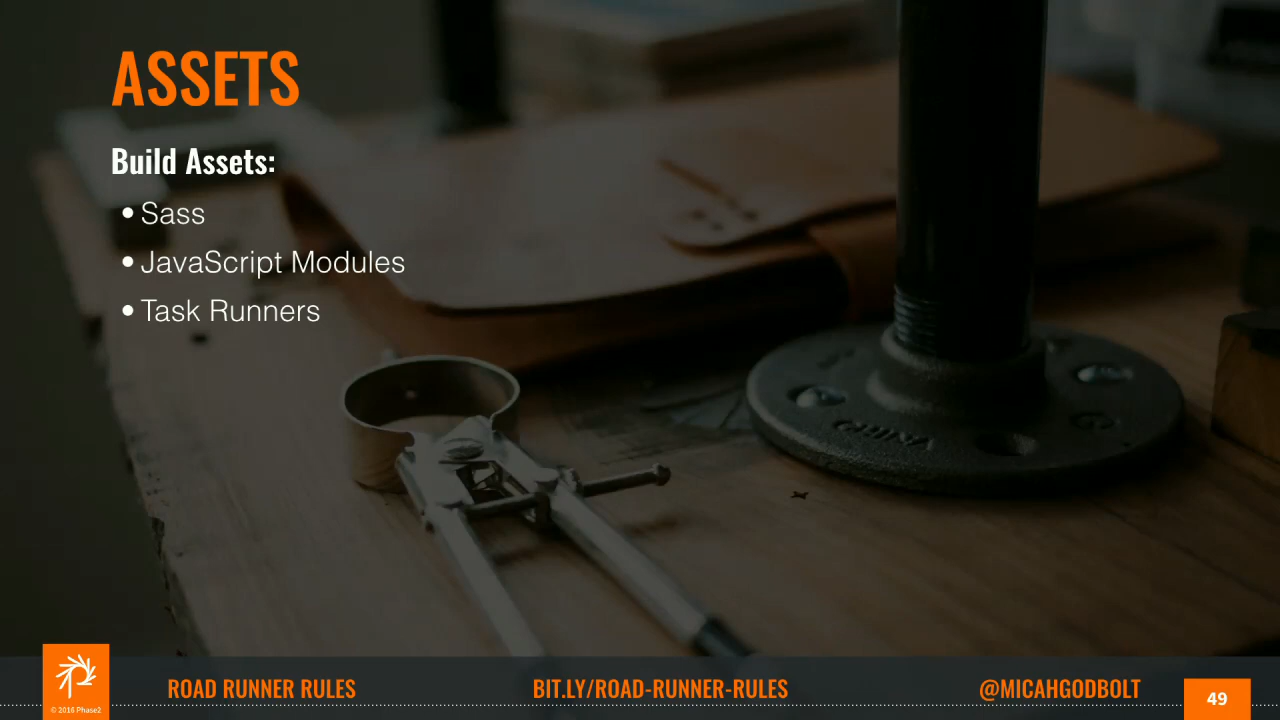 ASSETS
Build Assets:
• Sass
• JavaScript Modules
• Task Runners
CHINA
G
ROAD RUNNER RULES
BIT.LY/ROAD-RUNNER-RULES
@MICAHGODBOLT
49
© 2016 Phase2